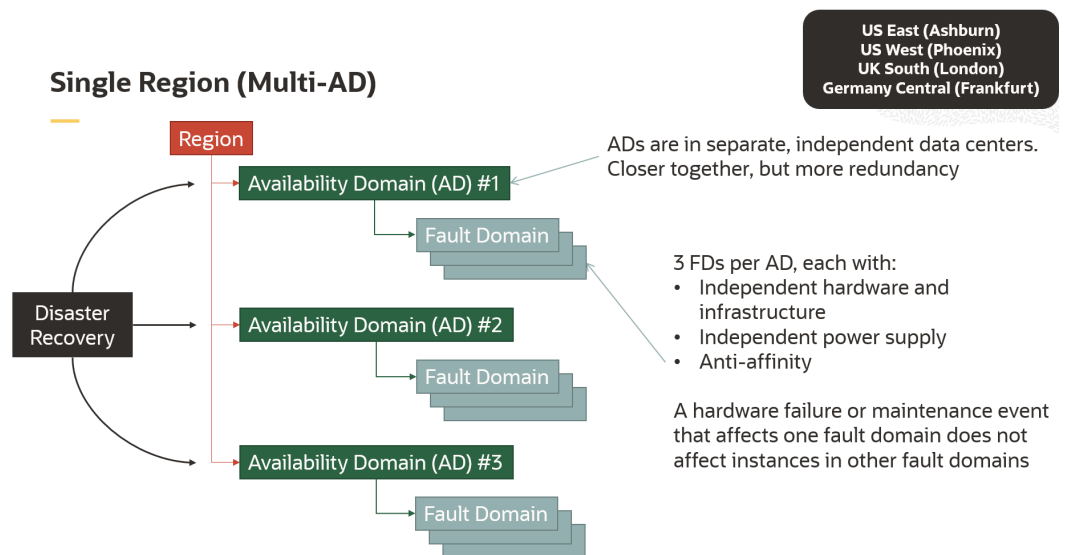 US East (Ashburn)
US West (Phoenix)
UK South (London)
Germany Central (Frankfurt)
Single Region (Multi-AD)
Region
ADs are in separate, independent data centers.
Closer together, but more redundancy
Availability Domain (AD) #1
Fault Domain
3 FDs per AD, each with:
• Independent hardware and
infrastructure
• Independent power supply
• Anti-affinity
Disaster
Recovery
Availability Domain (AD) #2
Fault Domain
A hardware failure or maintenance event
that affects one fault domain does not
affect instances in other fault domains
Availability Domain (AD) #3
Fault Domain